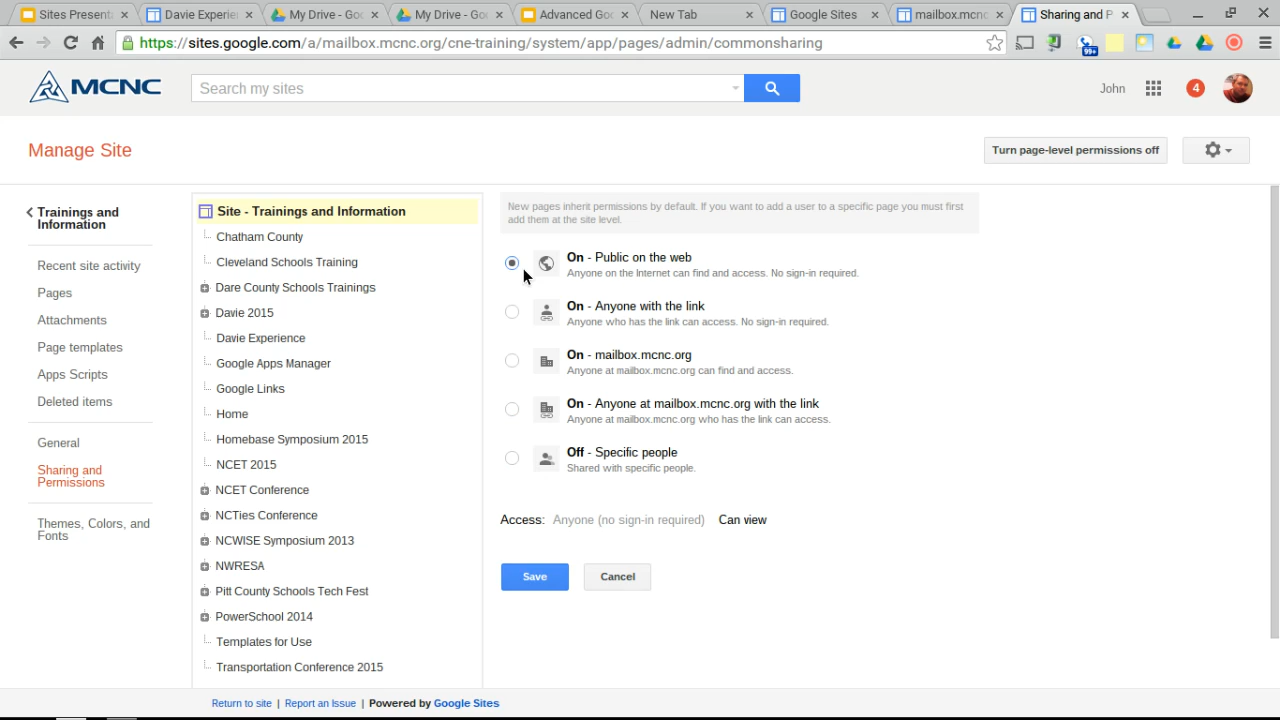 Sites Present
Davie Experien
My Drive - Goo
My Drive - Goo
Advanced Goo
New Tab
Google Sites
mailbox.mcnc
Sharing and P
https://sites.google.com/a/mailbox.mcnc.org/cne-training/system/app/pages/admin/commonsharing
99+
MCNC
Search my sites
John
4
Manage Site
Turn page-level permissions off
Trainings and
Information
Recent site activity
Pages
Attachments
Page templates
Apps Scripts
Deleted items
General
Sharing and
Permissions
Themes, Colors, and
Fonts
Site - Trainings and Information
Chatham County
Cleveland Schools Training
Dare County Schools Trainings
Davie 2015
Davie Experience
Google Apps Manager
Google Links
Home
Homebase Symposium 2015
NCET 2015
NCET Conference
NCTies Conference
NCWISE Symposium 2013
NWRESA
Pitt County Schools Tech Fest
PowerSchool 2014
Templates for Use
Transportation Conference 2015
New pages inherit permissions by default. If you want to add a user to a specific page you must first
add them at the site level.
On - Public on the web
Anyone on the Internet can find and access. No sign-in required.
On - Anyone with the link
Anyone who has the link can access. No sign-in required.
On - mailbox.mcnc.org
Anyone at mailbox.mcnc.org can find and access.
On - Anyone at mailbox.mcnc.org with the link
Anyone at mailbox.mcnc.org who has the link can access.
Off - Specific people
Shared with specific people.
Access: Anyone (no sign-in required) Can view
Save
Cancel
Return to site | Report an Issue | Powered by Google Sites